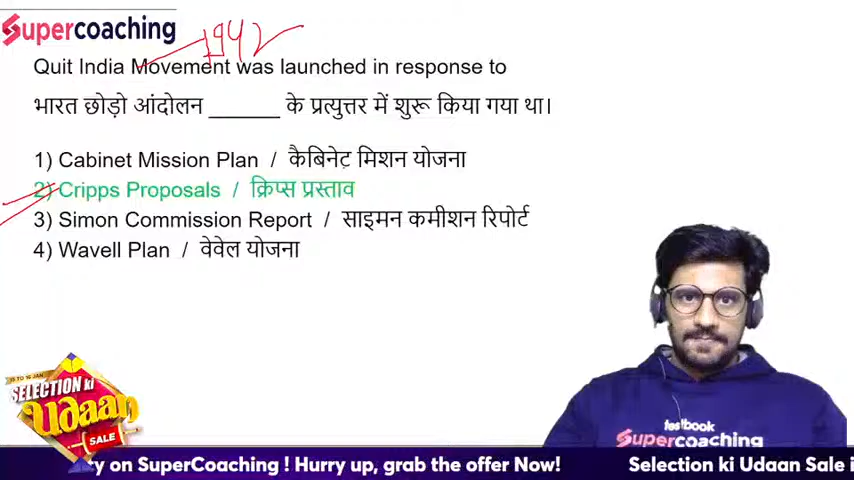 Supercoaching
1942
Quit India Movement was launched in response to
भारत छोड़ो आंदोलन ______ के प्रत्युत्तर में शुरू किया गया था।
1) Cabinet Mission Plan / कैबिनेट मिशन योजना
2) Cripps Proposals / क्रिप्स प्रस्ताव
3) Simon Commission Report / साइमन कमीशन रिपोर्ट
4) Wavell Plan / वेवेल योजना
SELECTION ki
udaan
SALE
testbook
Supercoaching
y on SuperCoaching ! Hurry up, grab the offer Now! Selection ki Udaan Sale i